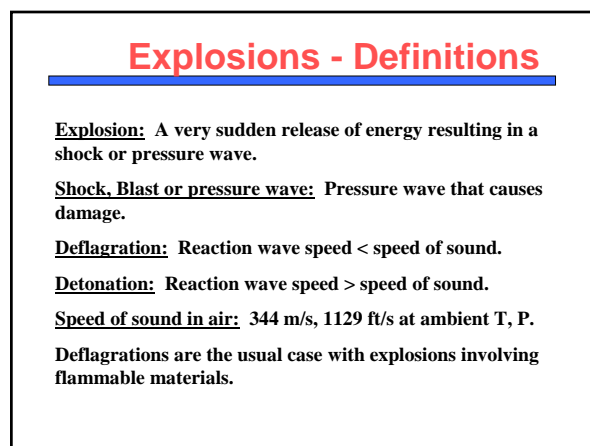 Explosions - Definitions
Explosion: A very sudden release of energy resulting in a
shock or pressure wave.
Shock, Blast or pressure wave: Pressure wave that causes
damage.
Deflagration: Reaction wave speed < speed of sound.
Detonation: Reaction wave speed > speed of sound.
Speed of sound in air: 344 m/s, 1129 ft/s at ambient T, P.
Deflagrations are the usual case with explosions involving
flammable materials.